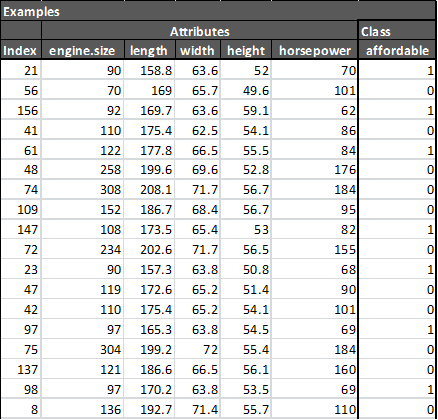 Examples
Attributes Class
Index engine.size length width height horsepower affordable
21 90 158.8 63.6 52 70 1
56 70 169 65.7 49.6 101 0
156 92 169.7 63.6 59.1 62 1
41 110 175.4 62.5 54.1 86 0
61 122 177.8 66.5 55.5 84 1
48 258 199.6 69.6 52.8 176 0
74 308 208.1 71.7 56.7 184 0
109 152 186.7 68.4 56.7 95 0
147 108 173.5 65.4 53 82 1
72 234 202.6 71.7 56.5 155 0
23 90 157.3 63.8 50.8 68 1
47 119 172.6 65.2 51.4 90 0
42 110 175.4 65.2 54.1 101 0
97 97 165.3 63.8 54.5 69 1
75 304 199.2 72 55.4 184 0
137 121 186.6 66.5 56.1 160 0
98 97 170.2 63.8 53.5 69 1
8 136 192.7 71.4 55.7 110 0